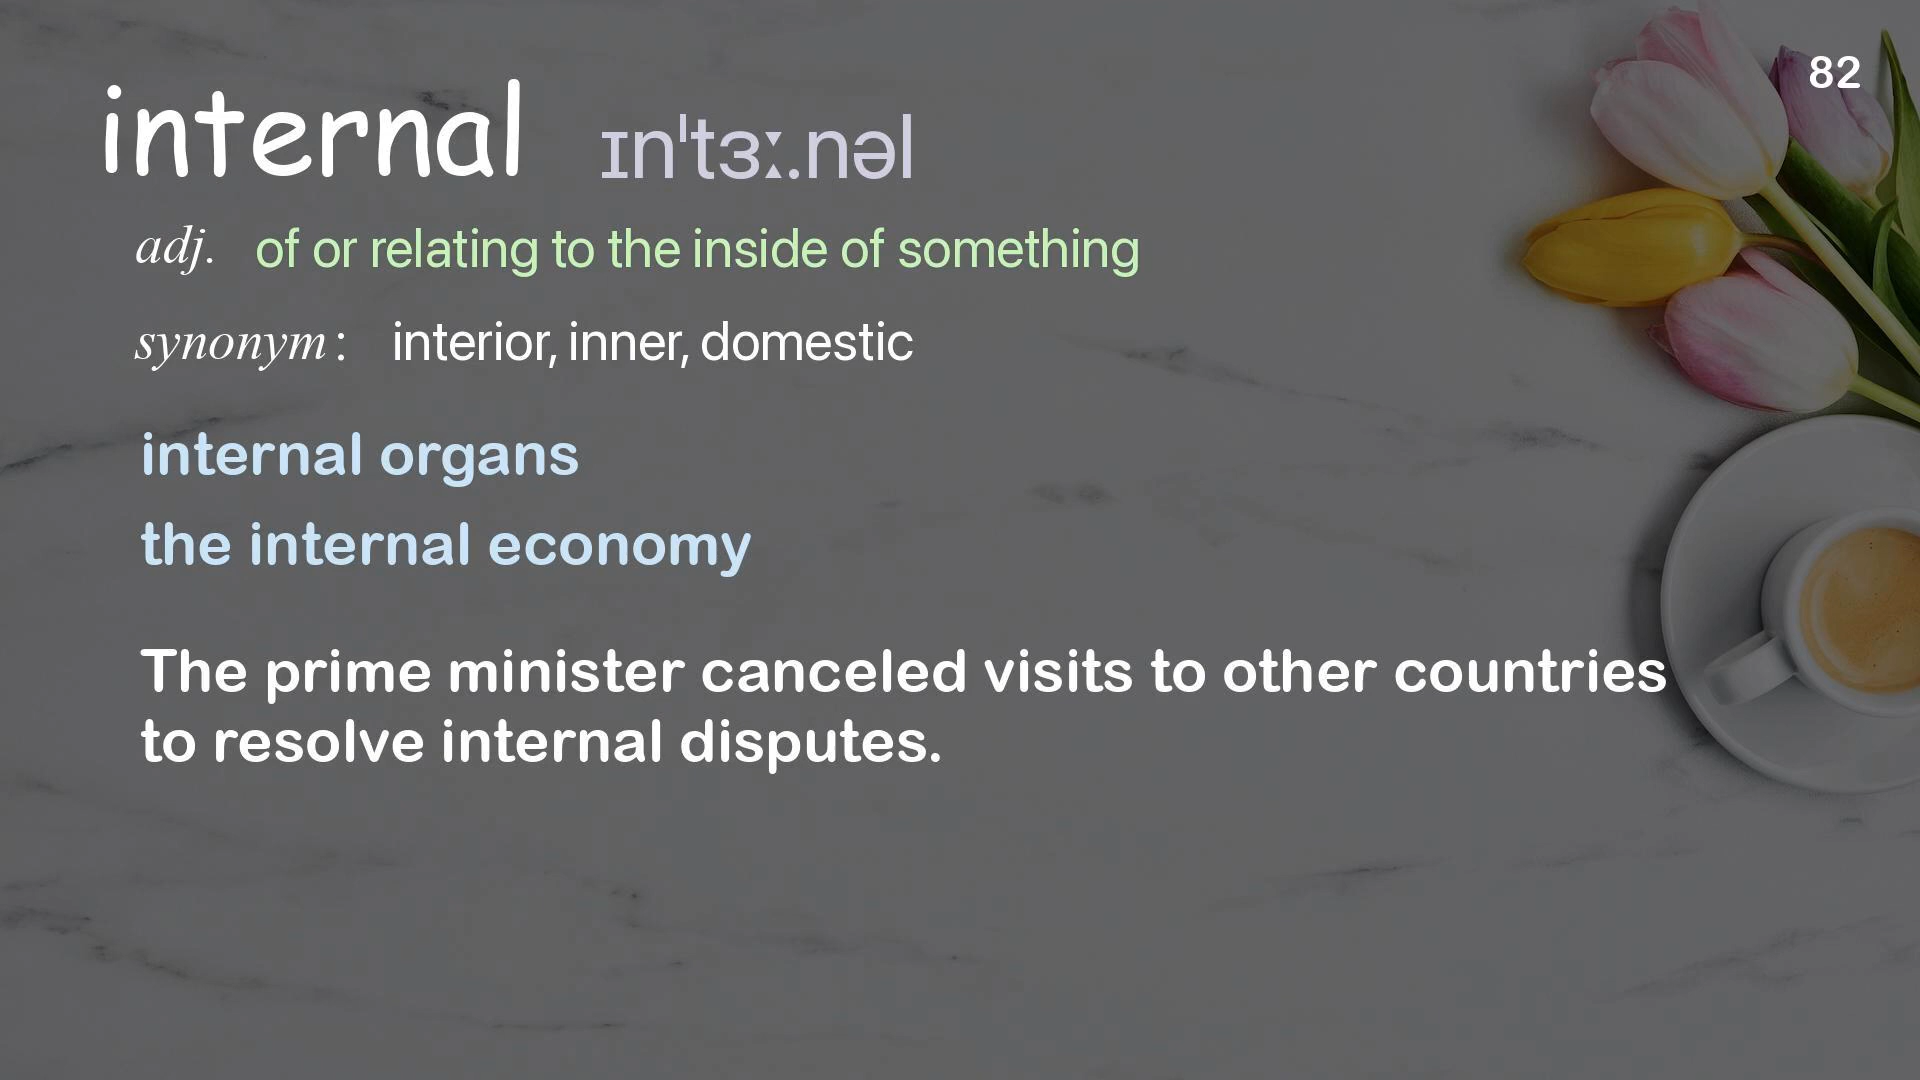 82
internal ɪnˈtɜː.nəl
adj. of or relating to the inside of something
synonym: interior, inner, domestic
internal organs
the internal economy
The prime minister canceled visits to other countries
to resolve internal disputes.